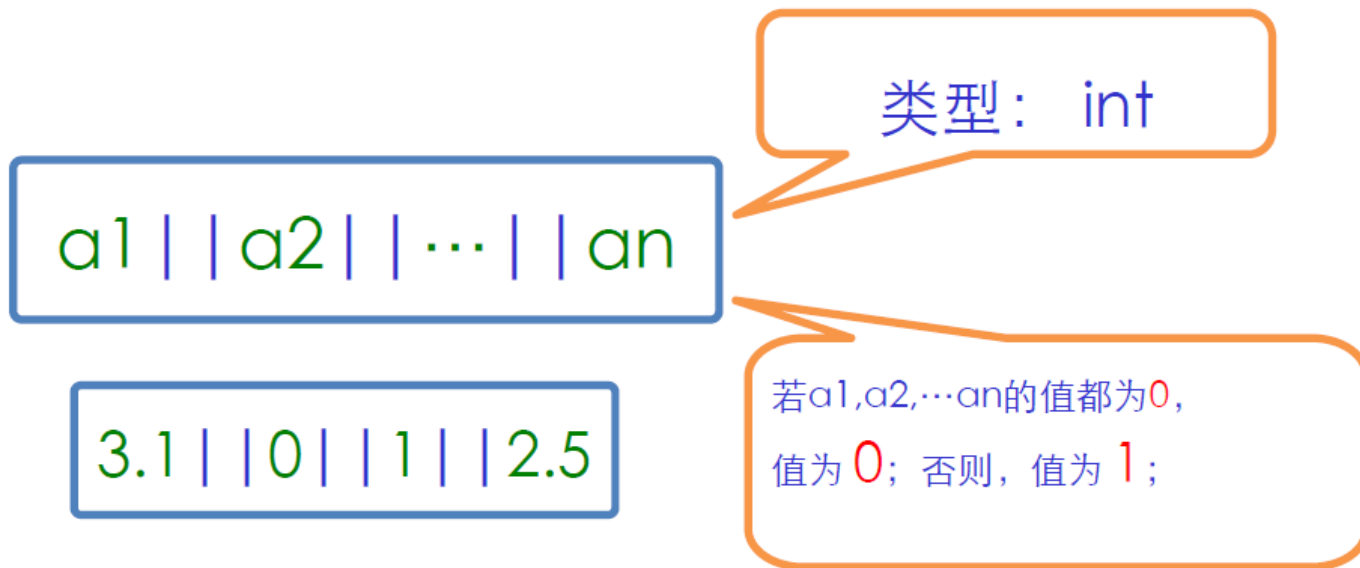 类型： int
a1||a2||…||an
3.1||0||1||2.5
若a1,a2,…an的值都为0，
值为 0；否则，值为 1；